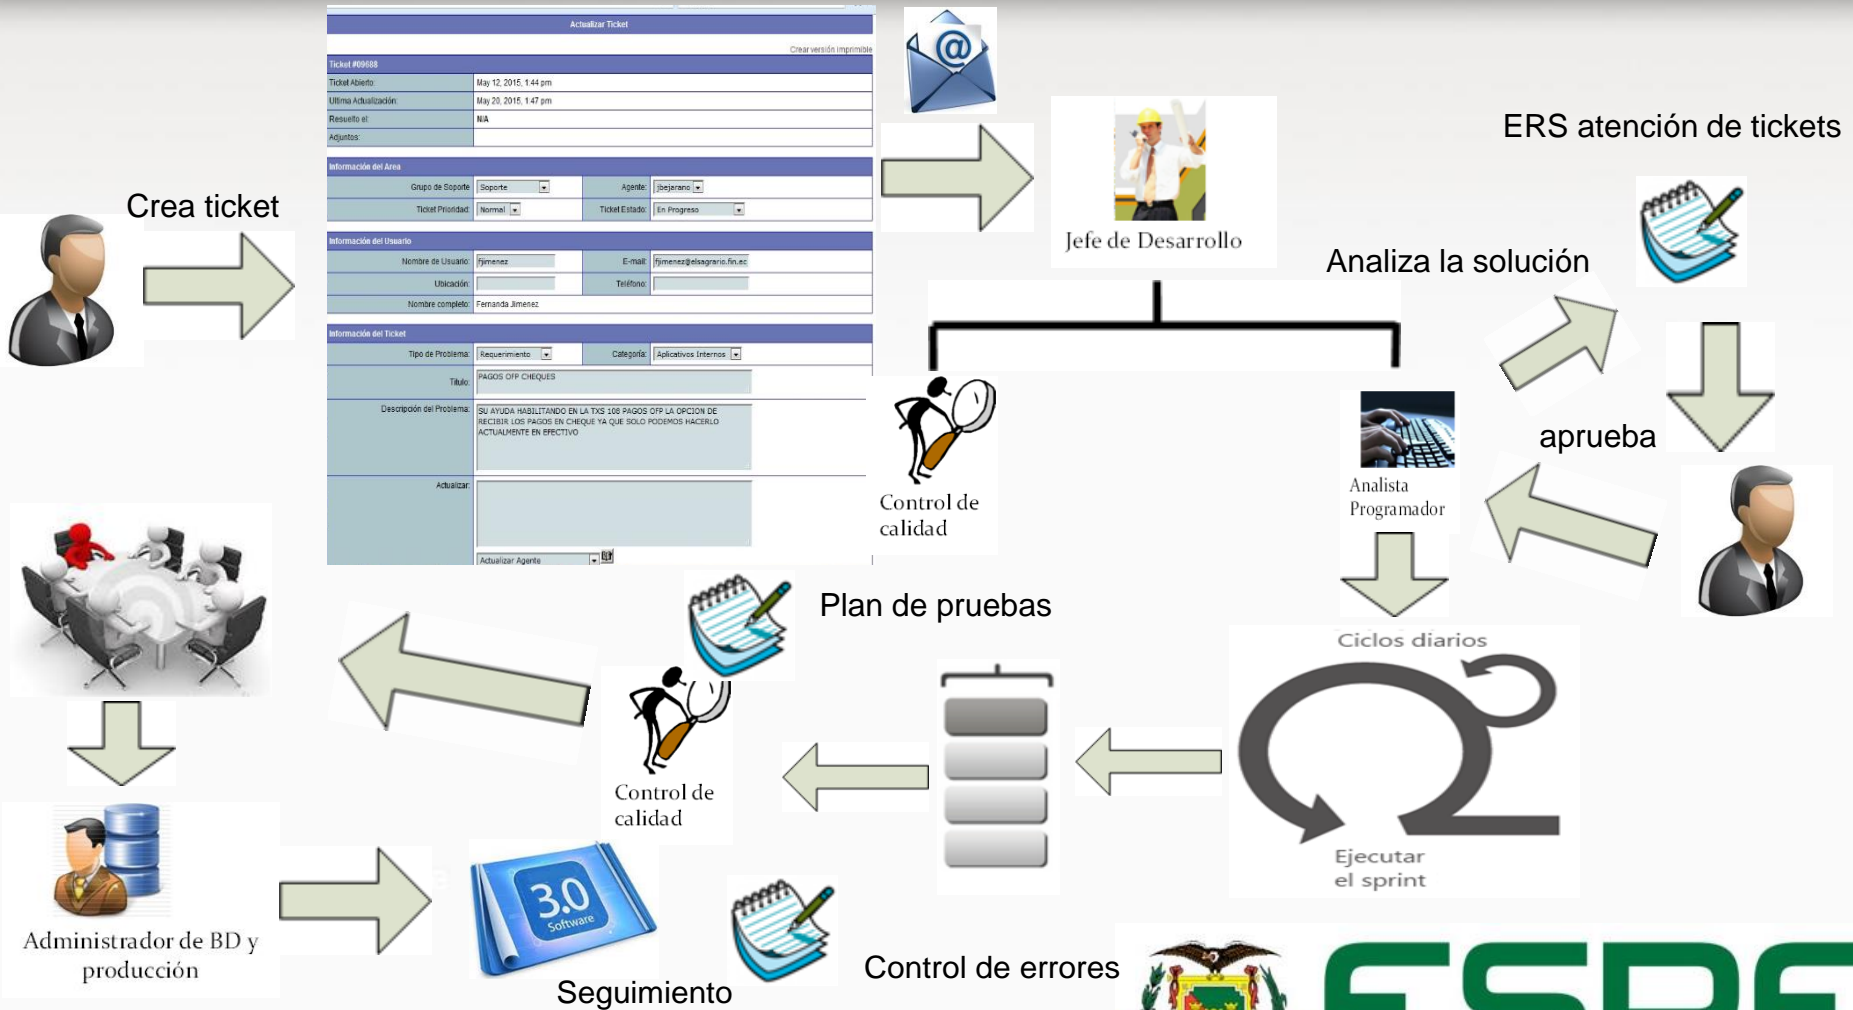 Actualizar Ticket
Crear versión imprimible
Ticket #09688
Ticket Abierto: May 12, 2015, 1:44 pm
Ultima Actualización: May 20, 2015, 1:47 pm
Resuelto el: N/A
Adjuntos:
Información del Area
Grupo de Soporte Soporte Agente: jbejarano
Ticket Prioridad: Normal Ticket Estado: En Progreso
Información del Usuario
Nombre de Usuario: fjimenez E-mail: fjimenez@elsagrario.fin.ec
Ubicación: Teléfono:
Nombre completo: Fernanda Jimenez
Información del Ticket
Tipo de Problema: Requerimiento Categoría: Aplicativos Internos
Título: PAGOS OFP CHEQUES
Descripción del Problema: SU AYUDA HABILITANDO EN LA TXS 108 PAGOS OFP LA OPCION DE
RECIBIR LOS PAGOS EN CHEQUE YA QUE SOLO PODEMOS HACERLO
ACTUALMENTE EN EFECTIVO
Actualizar:
Actualizar Agente
Crea ticket
@
Jefe de Desarrollo
ERS atención de tickets
Analiza la solución
aprueba
Control de
calidad
Analista
Programador
Ciclos diarios
Ejecutar
el sprint
Plan de pruebas
Control de
calidad
Administrador de BD y
producción
3.0
Software
Seguimiento
Control de errores
ESPE